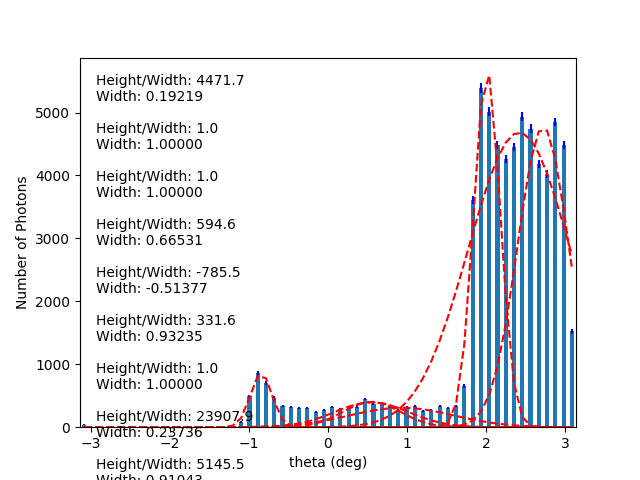 Height/Width: 4471.7
Width: 0.19219
Height/Width: 1.0
Width: 1.00000
Height/Width: 1.0
Width: 1.00000
Height/Width: 594.6
Width: 0.66531
Height/Width: -785.5
Width: -0.51377
Height/Width: 331.6
Width: 0.93235
Height/Width: 1.0
Width: 1.00000
Height/Width: 23907.9
Width: 0.23736
Height/Width: 5145.5
Width: 0.91043
5000
4000
3000
2000
1000
0
Number of Photons
−3 −2 −1 0 1 2 3
theta (deg)